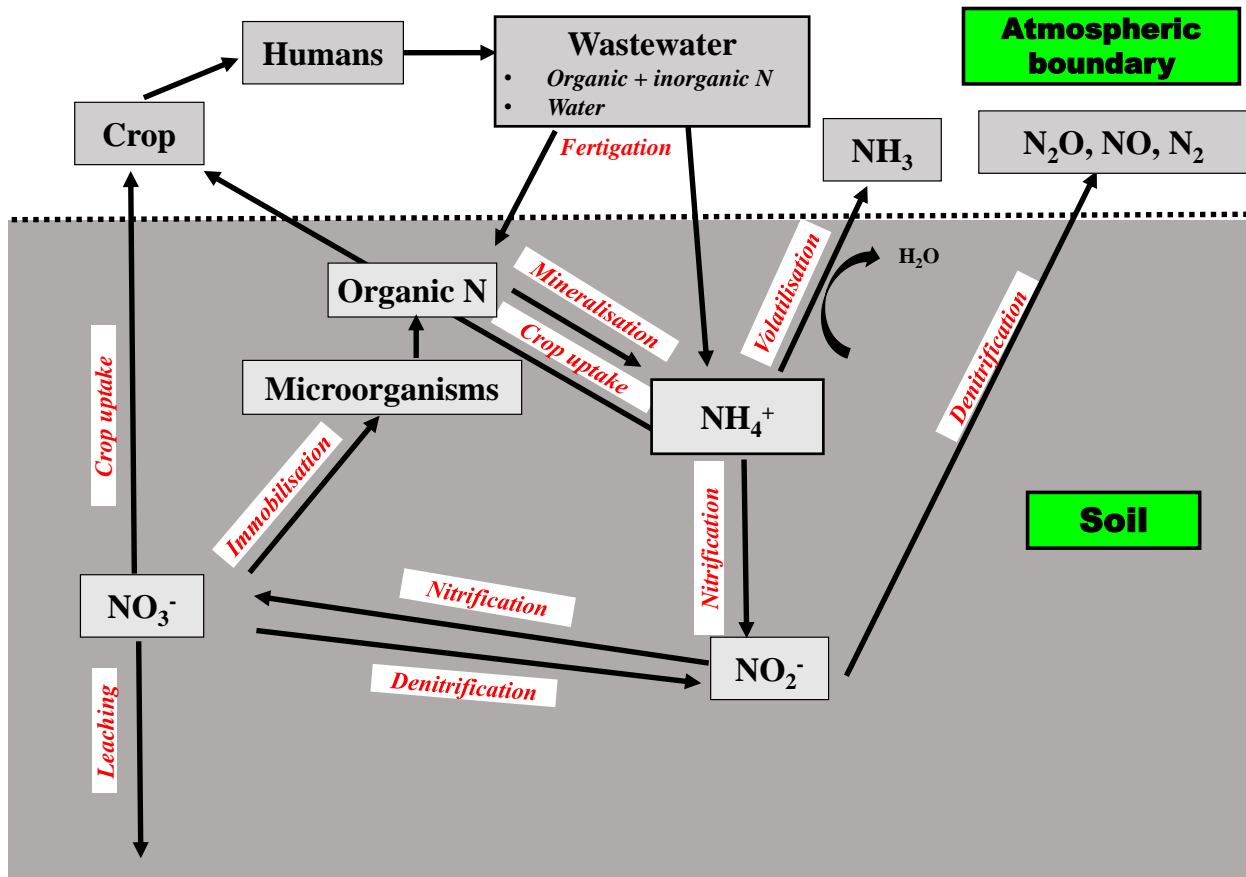 Humans
Wastewater
• Organic + inorganic N
• Water
Atmospheric
boundary
Crop
Fertigation
NH₃
N₂O, NO, N₂
H₂O
Organic N
Mineralisation
Crop uptake
Volatilisation
Denitrification
Microorganisms
NH₄⁺
Crop uptake
Immobilisation
Nitrification
Soil
NO₃⁻
Nitrification
Denitrification
NO₂⁻
Leaching